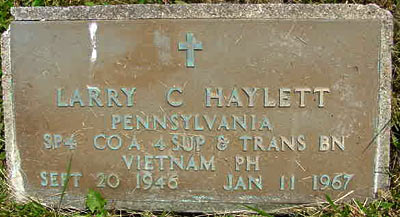 LARRY C HAYLETT
PENNSYLVANIA
SP4 CO A 4 SUP & TRANS BN
VIETNAM PH
SEPT 20 1946 JAN 11 1967